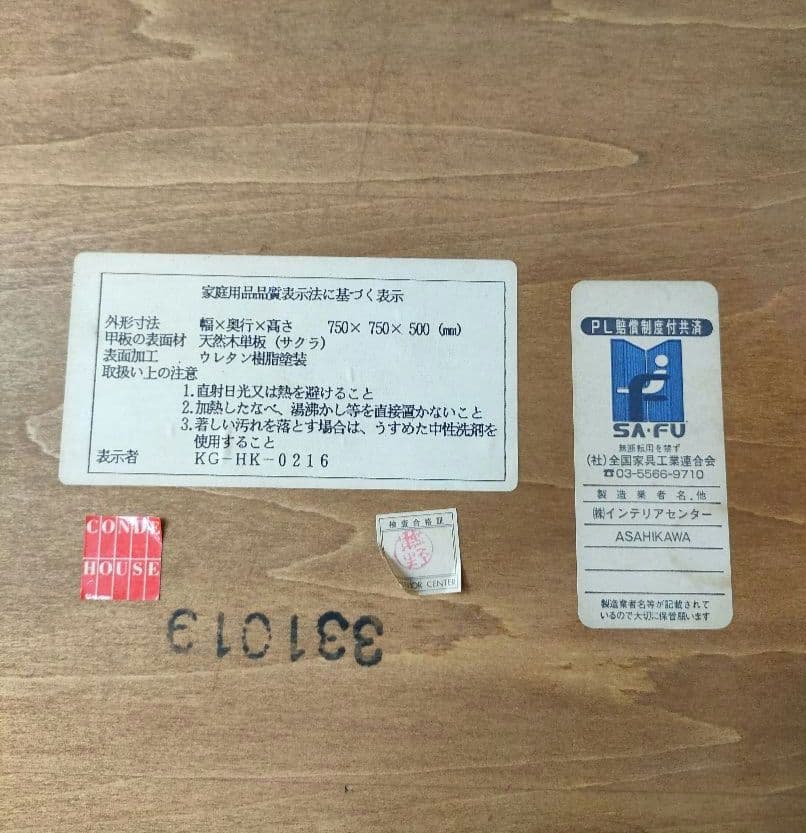 家庭用品品質表示法に基づく表示
外形寸法 幅×奥行×高さ 750×750×500 (mm)
甲板の表面材 天然木単板 (サクラ)
表面加工 ウレタン樹脂塗装
取扱い上の注意
1.直射日光又は熱を避けること
2.加熱したなべ、湯沸かし等を直接置かないこと
3.著しい汚れを落とす場合は、うすめた中性洗剤を
使用すること
表示者 KG-HK-0216
PL賠償制度付共済
SA・FU
無断転用を禁ず
(社)全国家具工業連合会
☎03-5566-9710
製造業者名.他
㈱インテリアセンター
ASAHIKAWA
製造業者名等が記載されて
いるので大切に保管願います
CONDE
HOUSE
検査合格証
CENTER
331013